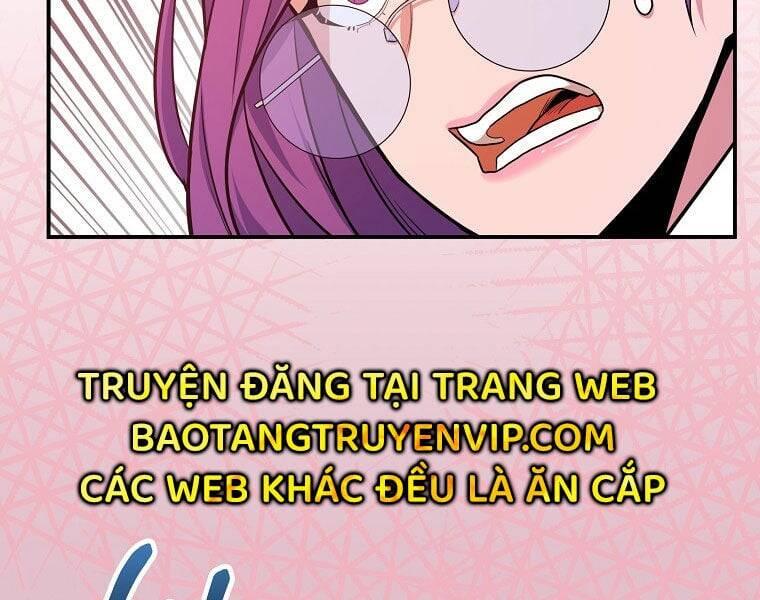 TRUYỆN ĐĂNG TẠI TRANG WEB
BAOTANGTRUYENVIP.COM
CÁC WEB KHÁC ĐỀU LÀ ĂN CẮP